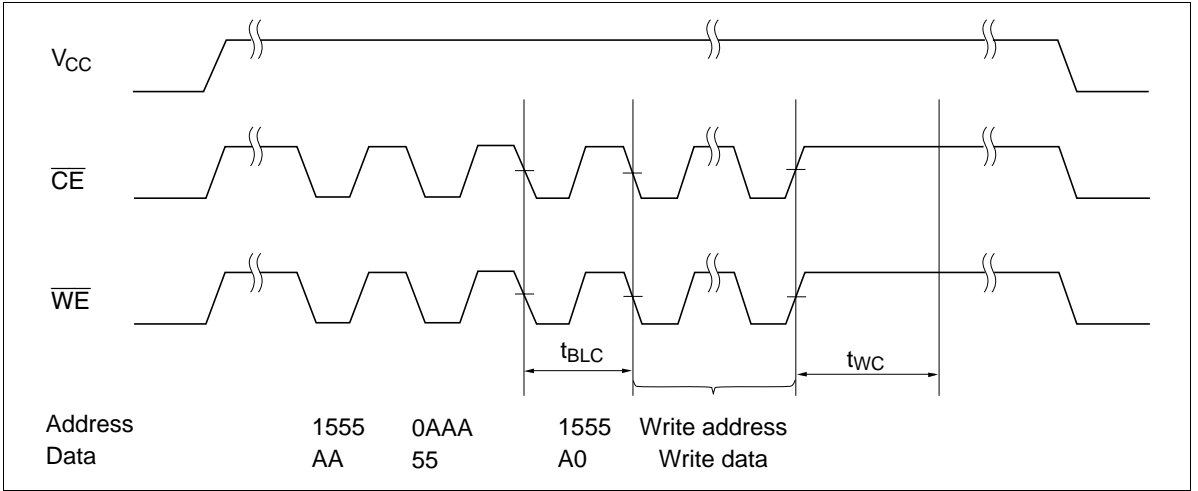 VCC
CE
WE
tBLC
tWC
Address 1555 0AAA 1555 Write address
Data AA 55 A0 Write data